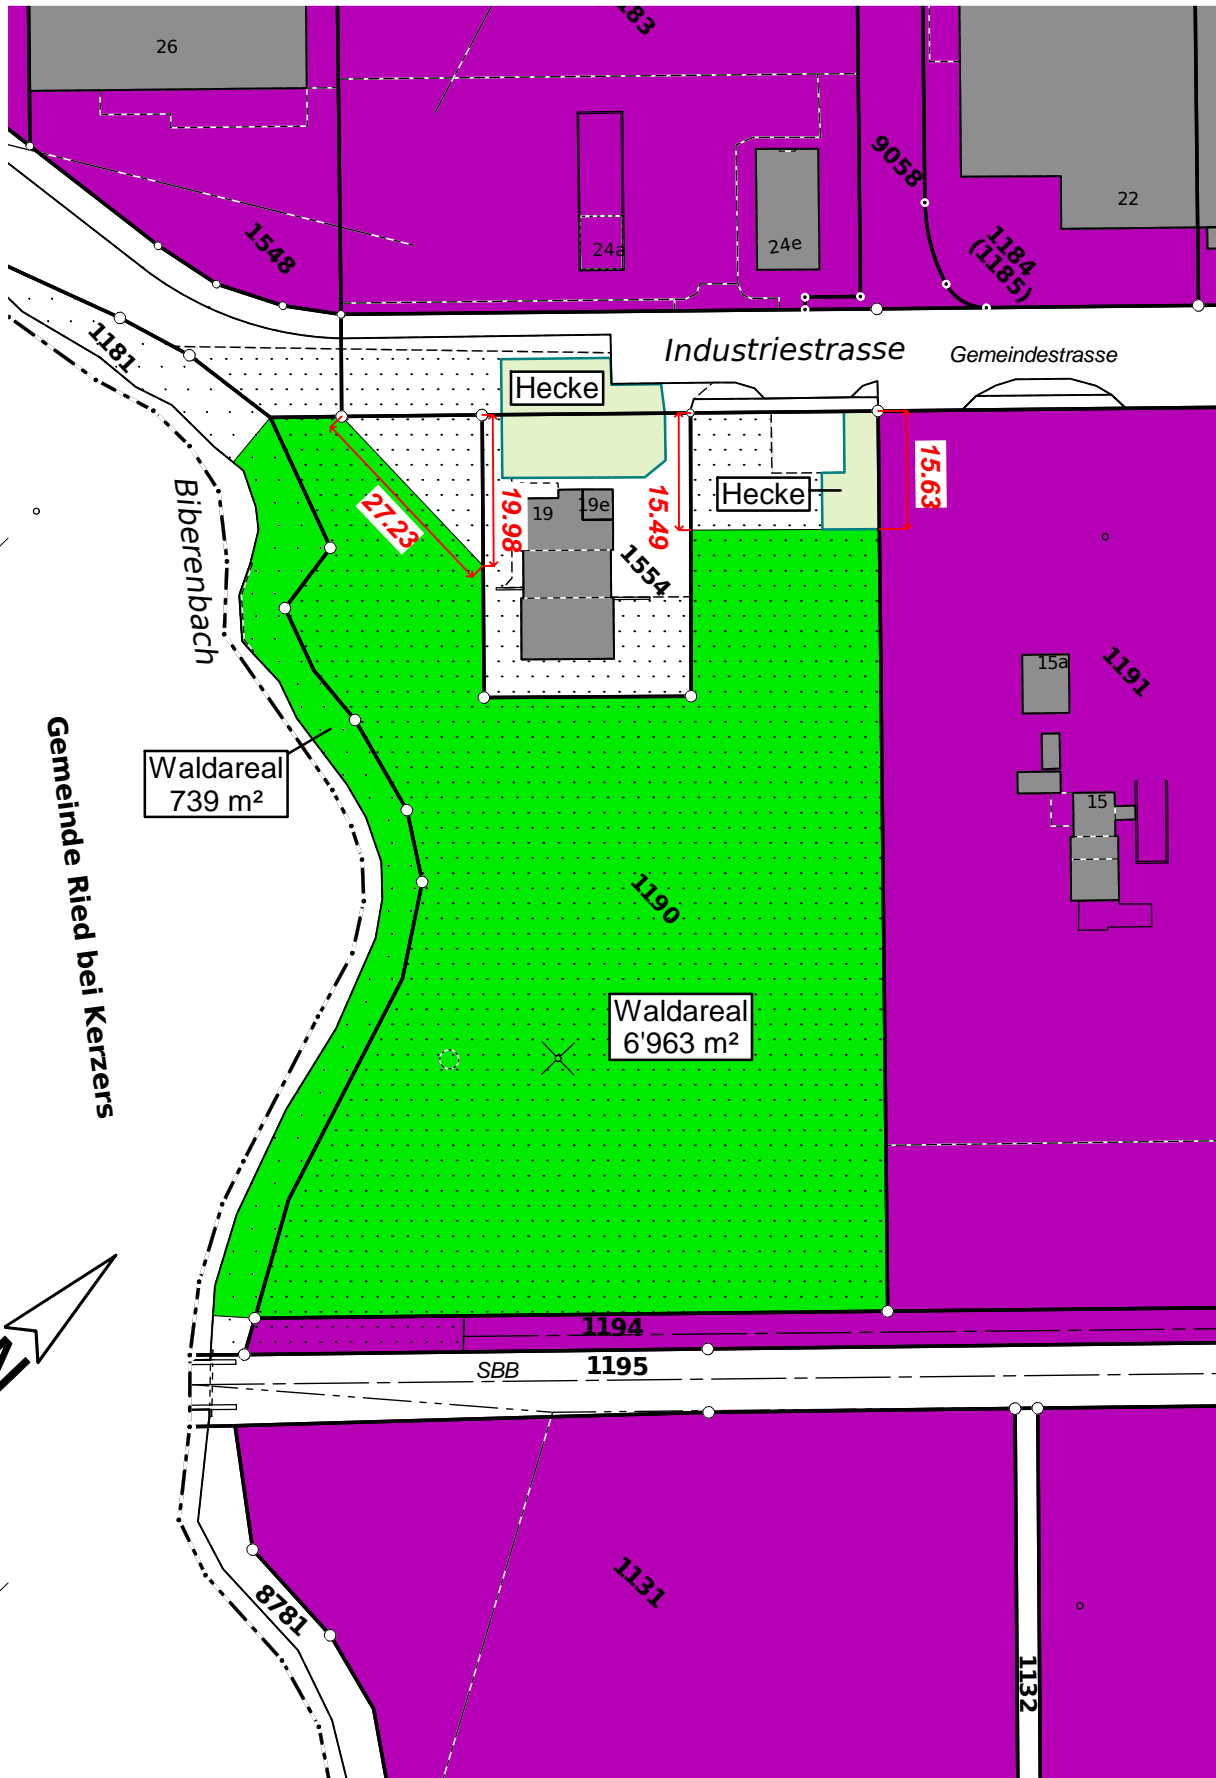 26
24a
24e
9058
22
1184
(1185)
1548
1181
Industriestrasse
Gemeindestrasse
Hecke
Hecke
15.63
27.23
19.98
15.49
19
19e
1554
Biberenbach
15a
1191
Waldareal
739 m²
Gemeinde Ried bei Kerzers
15
1190
Waldareal
6'963 m²
1194
SBB
1195
1131
8781
1132